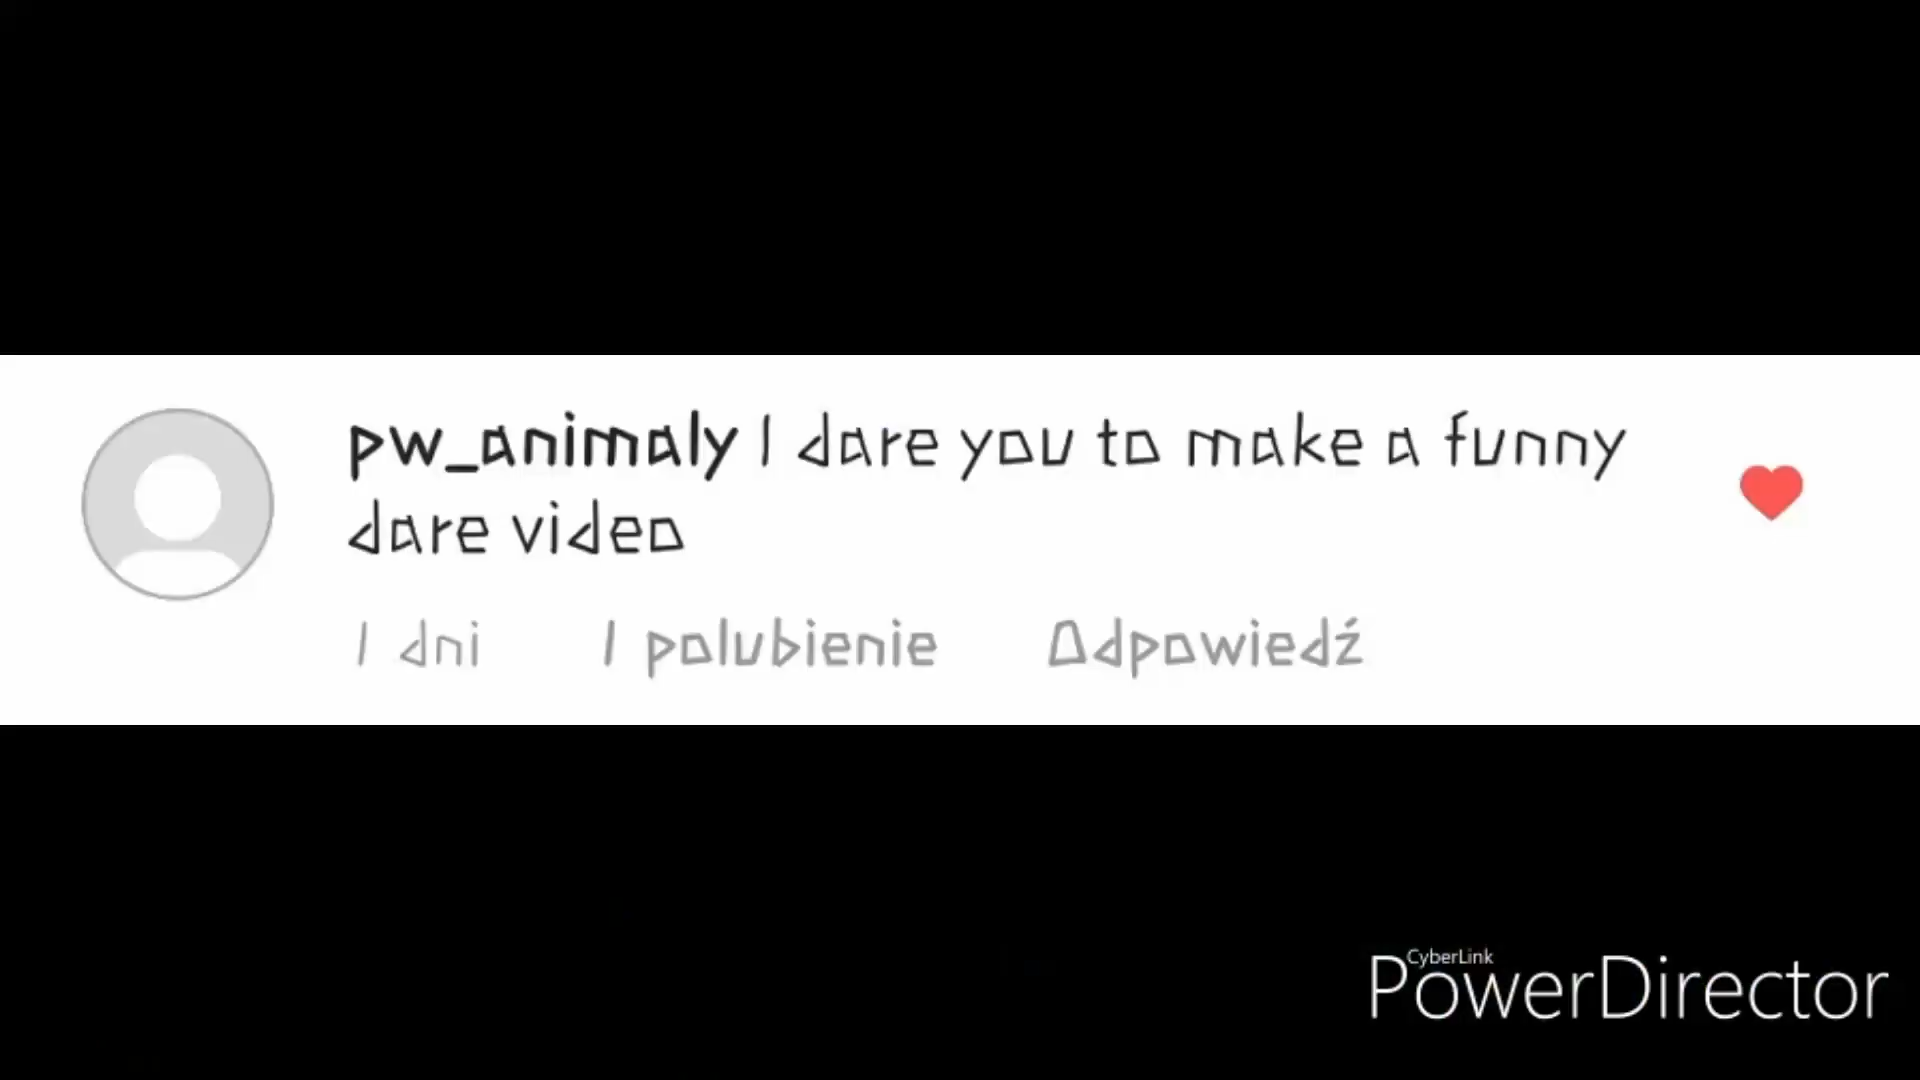 pw_animaly I dare you to make a funny
dare video
1 dni 1 polubienie Odpowiedź
CyberLink
PowerDirector